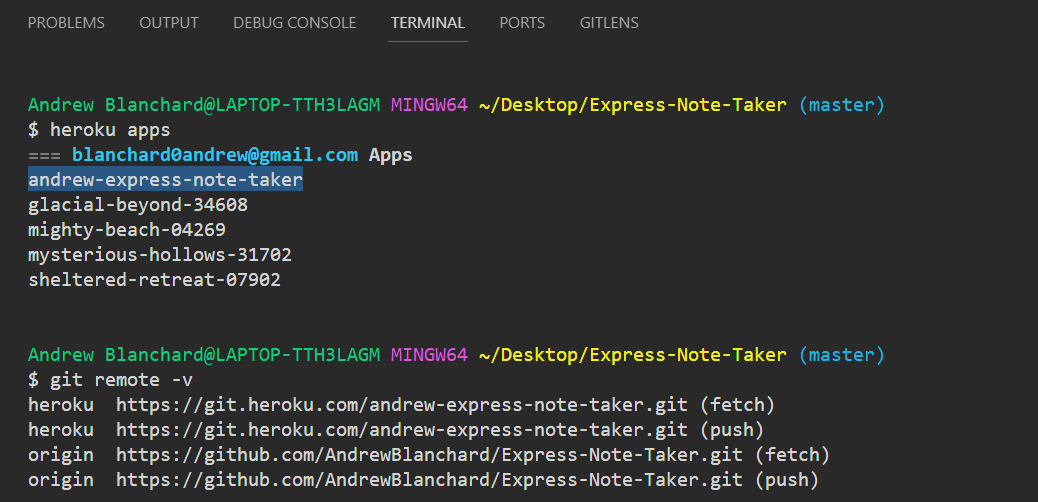 PROBLEMS OUTPUT DEBUG CONSOLE TERMINAL PORTS GITLENS
Andrew Blanchard@LAPTOP-TTH3LAGM MINGW64 ~/Desktop/Express-Note-Taker (master)
$ heroku apps
=== blanchard0andrew@gmail.com Apps
andrew-express-note-taker
glacial-beyond-34608
mighty-beach-04269
mysterious-hollows-31702
sheltered-retreat-07902
Andrew Blanchard@LAPTOP-TTH3LAGM MINGW64 ~/Desktop/Express-Note-Taker (master)
$ git remote -v
heroku  https://git.heroku.com/andrew-express-note-taker.git (fetch)
heroku  https://git.heroku.com/andrew-express-note-taker.git (push)
origin  https://github.com/AndrewBlanchard/Express-Note-Taker.git (fetch)
origin  https://github.com/AndrewBlanchard/Express-Note-Taker.git (push)